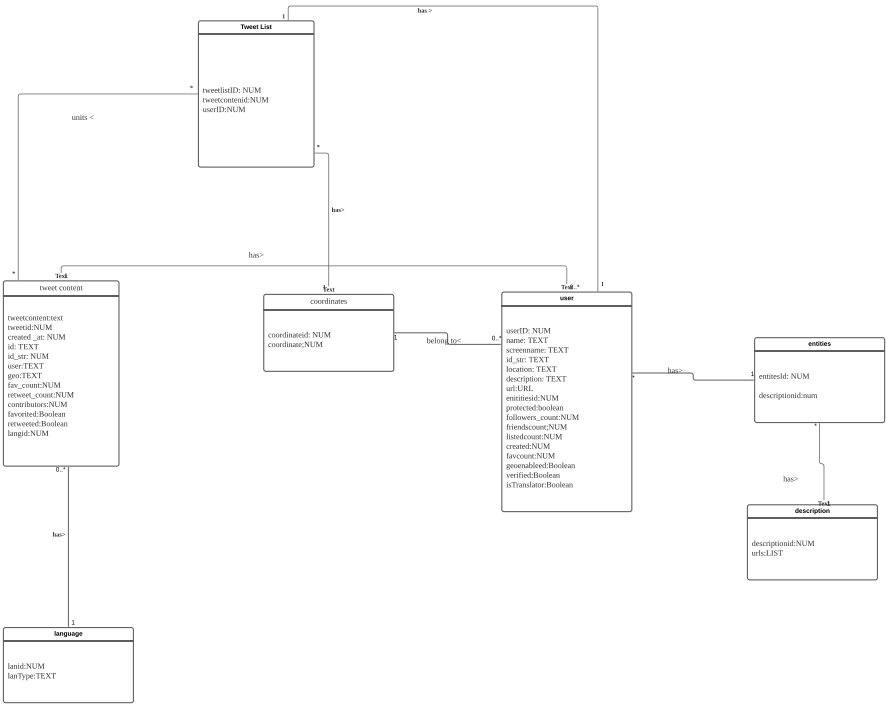 has >
1
Tweet List
*
tweetlistID: NUM
tweetcontenid:NUM
userID:NUM
units <
*
has>
has>
*
Text
1
Text
1
1
tweet content
coordinates
user
tweetcontent:text
tweetid:NUM
created _at: NUM
id: TEXT
id_str: NUM
user:TEXT
geo:TEXT
fav_count:NUM
retweet_count:NUM
contributors:NUM
favorited:Boolean
retweeted:Boolean
langid:NUM
coordinateid: NUM
coordinate;NUM
1
belong to<
0..*
userID: NUM
name: TEXT
screenname: TEXT
id_str: TEXT
location: TEXT
description: TEXT
url:URL
enititiesid:NUM
protected:boolean
followers_count:NUM
friendscount;NUM
listedcount:NUM
created:NUM
favcount:NUM
geoenabeed:Boolean
verified:Boolean
isTranslator:Boolean
*
has>
1
entities
entitesId: NUM
descriptionid:num
*
has>
description
descriptionid:NUM
urls:LIST
0..*
has>
1
language
lanid:NUM
lanType:TEXT